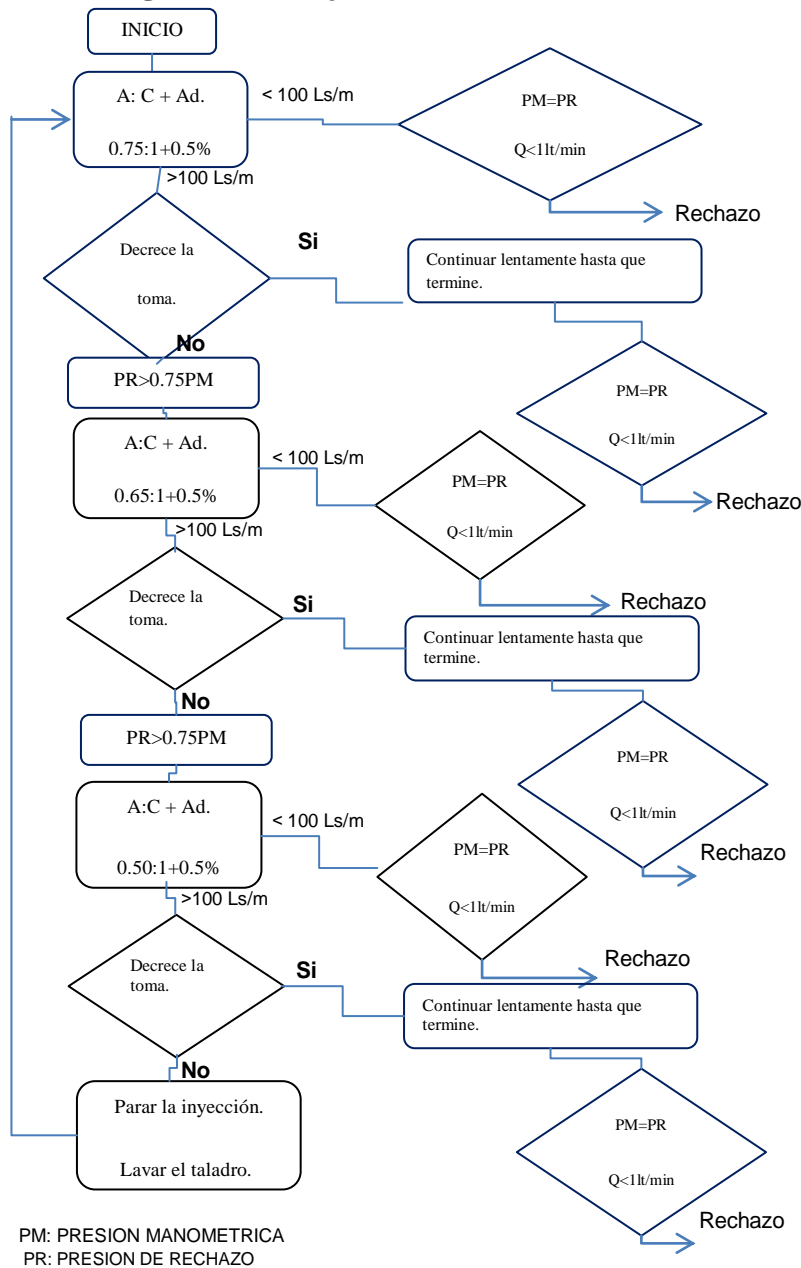 INICIO
A: C + Ad.
0.75:1+0.5%
< 100 Ls/m
PM=PR
Q<1lt/min
Rechazo
>100 Ls/m
Decrece la
toma.
Si
Continuar lentamente hasta que
termine.
PM=PR
Q<1lt/min
Rechazo
No
PR>0.75PM
A:C + Ad.
0.65:1+0.5%
< 100 Ls/m
PM=PR
Q<1lt/min
Rechazo
>100 Ls/m
Decrece la
toma.
Si
Continuar lentamente hasta que
termine.
PM=PR
Q<1lt/min
Rechazo
No
PR>0.75PM
A:C + Ad.
0.50:1+0.5%
< 100 Ls/m
PM=PR
Q<1lt/min
Rechazo
>100 Ls/m
Decrece la
toma.
Si
Continuar lentamente hasta que
termine.
PM=PR
Q<1lt/min
Rechazo
No
Parar la inyección.
Lavar el taladro.
PM: PRESION MANOMETRICA
PR: PRESION DE RECHAZO